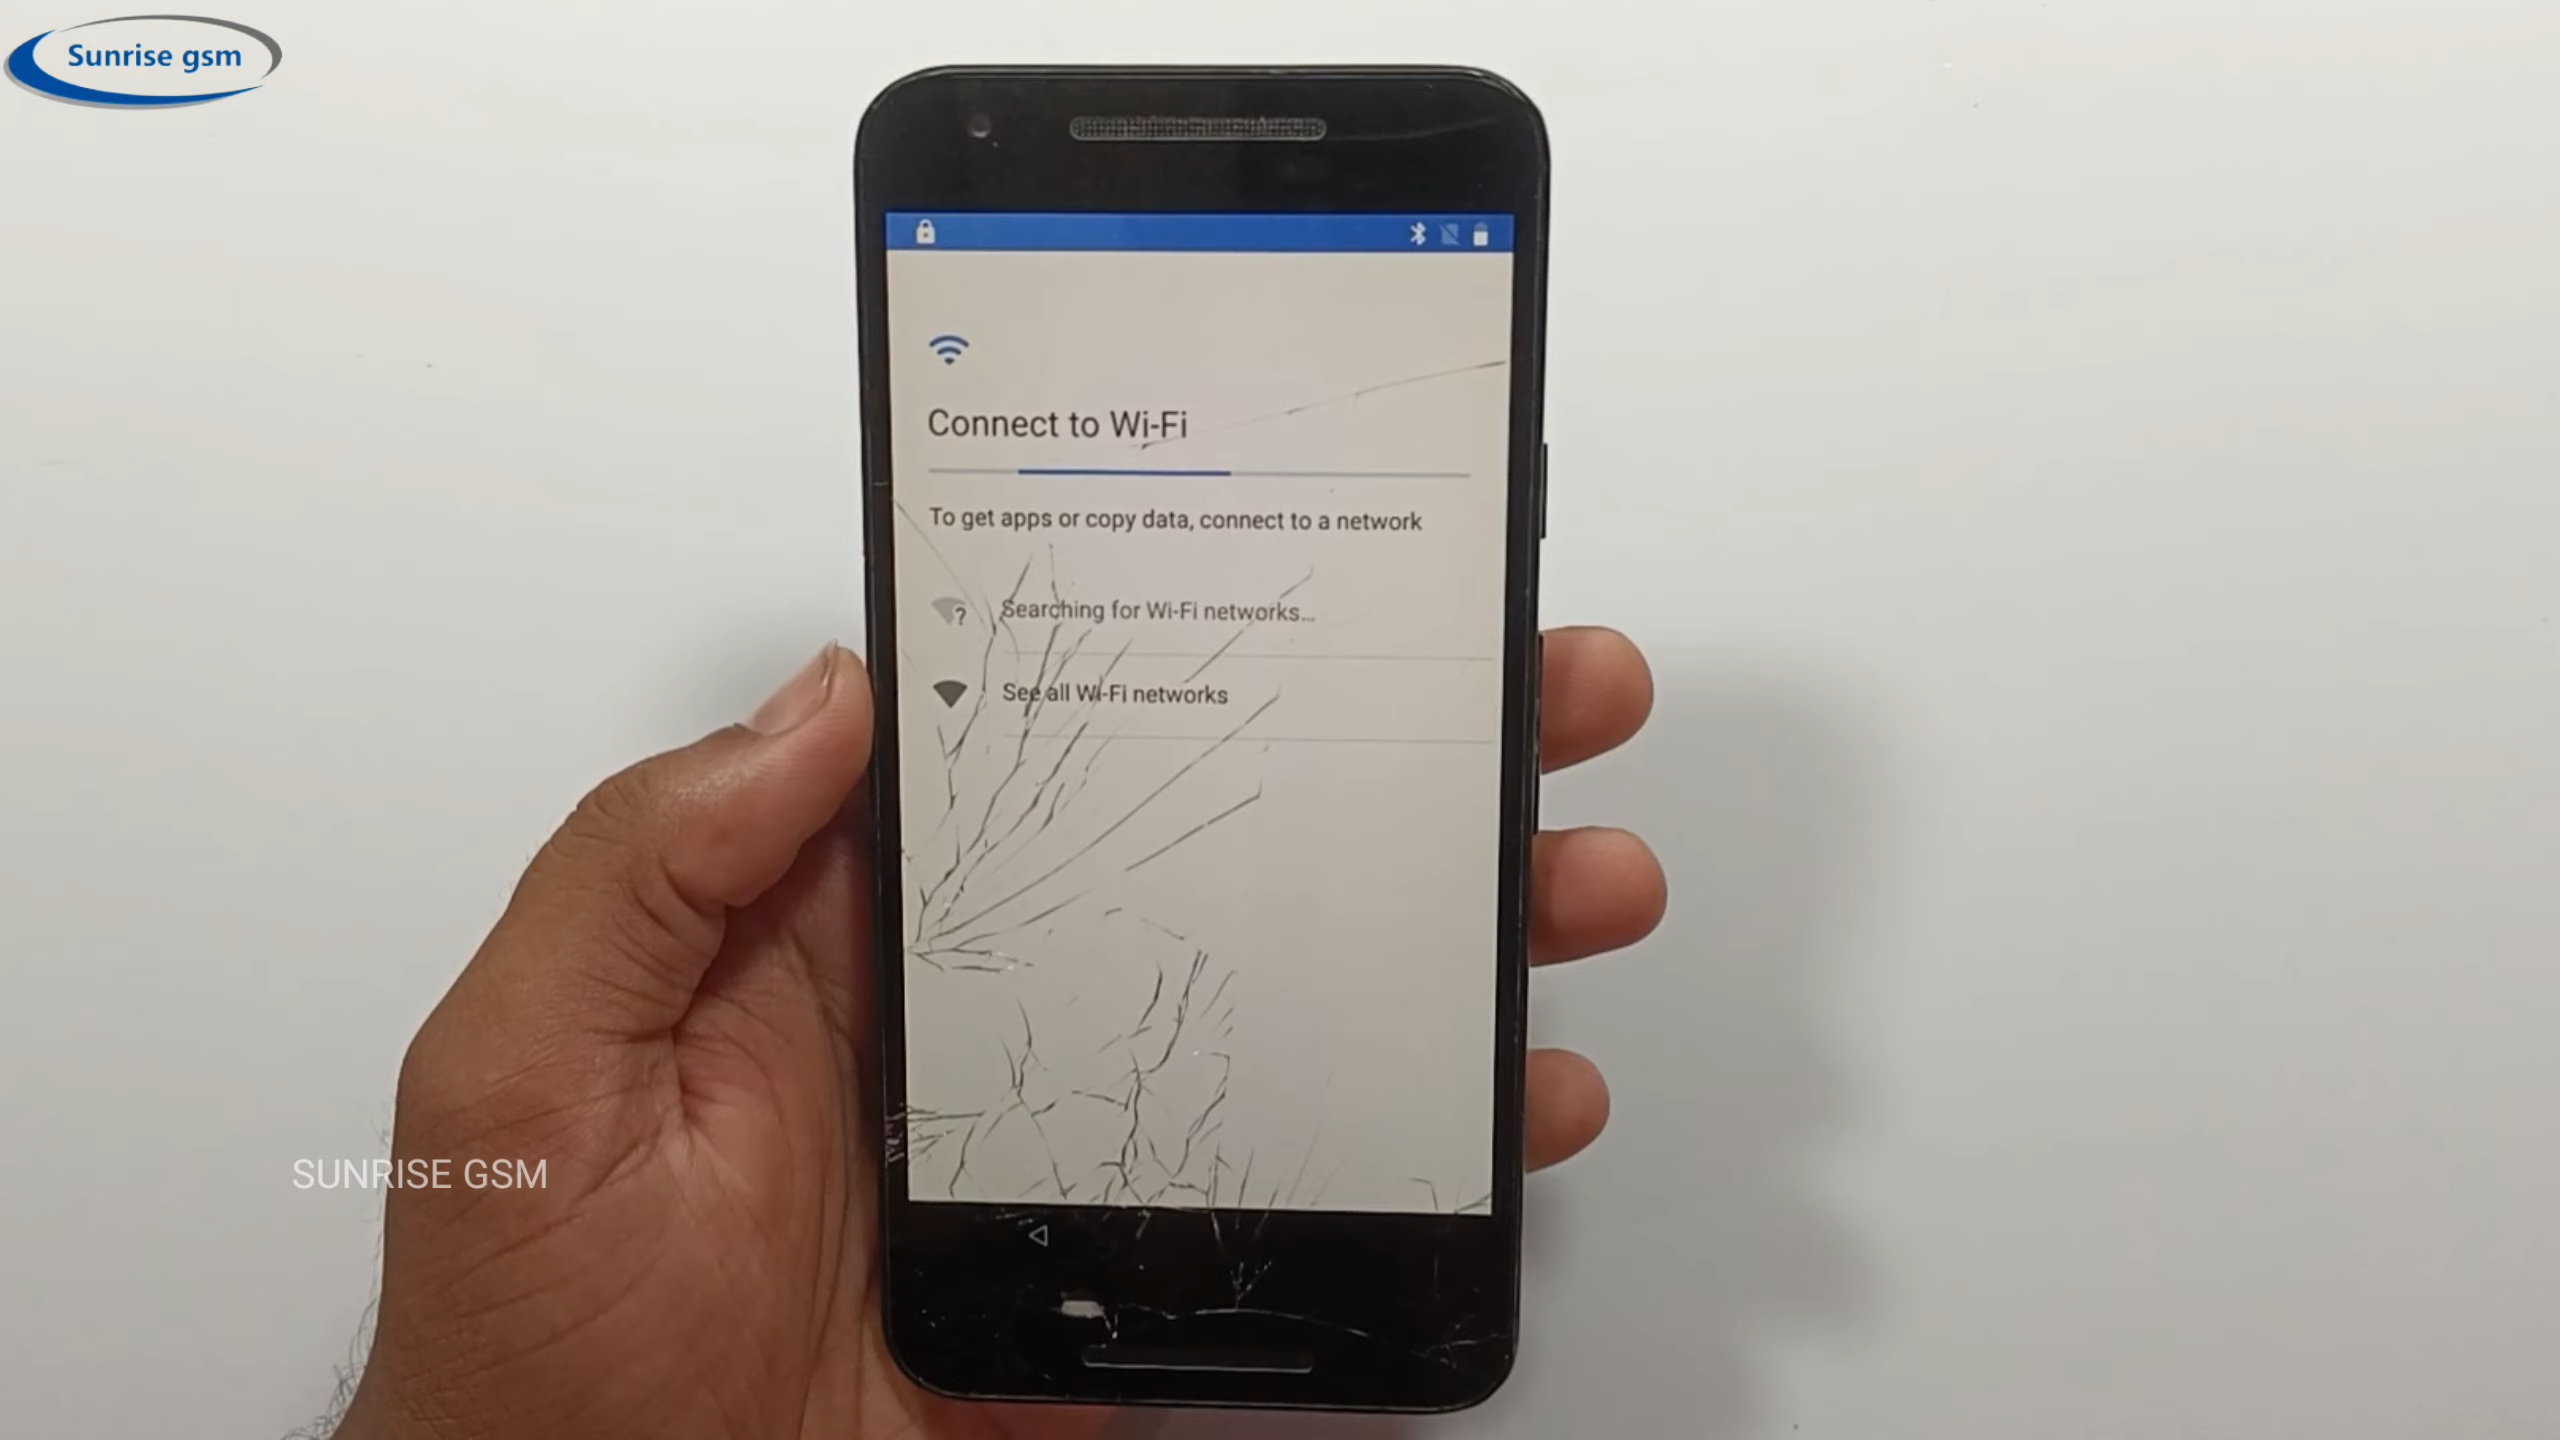 Sunrise gsm
Connect to Wi-Fi
To get apps or copy data, connect to a network
?
Searching for Wi-Fi networks...
See all Wi-Fi networks
SUNRISE GSM